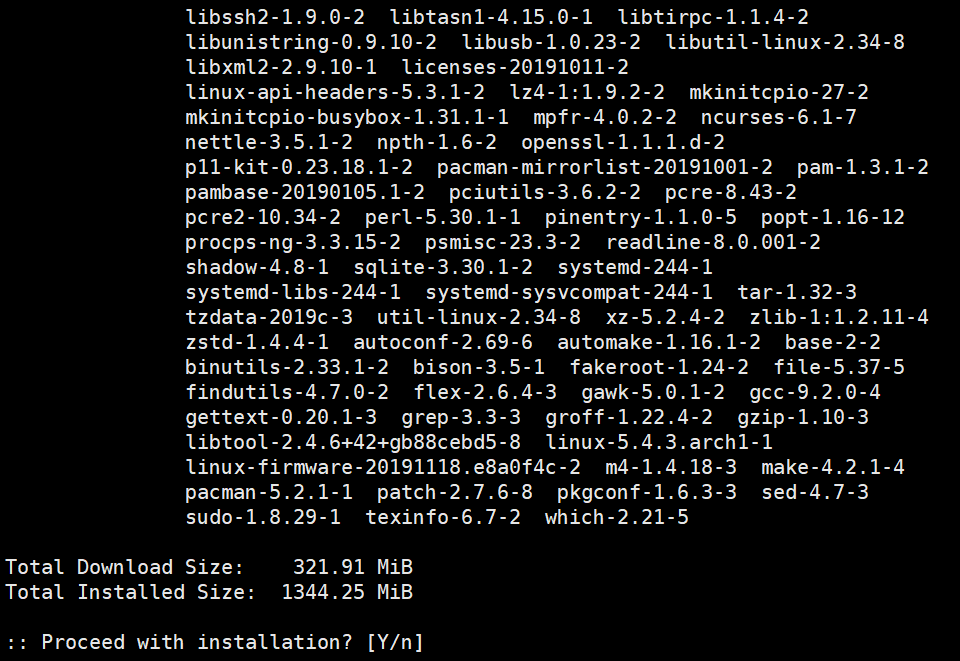 libssh2-1.9.0-2  libtasn1-4.15.0-1  libtirpc-1.1.4-2
libunistring-0.9.10-2  libusb-1.0.23-2  libutil-linux-2.34-8
libxml2-2.9.10-1  licenses-20191011-2
linux-api-headers-5.3.1-2  lz4-1:1.9.2-2  mkinitcpio-27-2
mkinitcpio-busybox-1.31.1-1  mpfr-4.0.2-2  ncurses-6.1-7
nettle-3.5.1-2  npth-1.6-2  openssl-1.1.1.d-2
p11-kit-0.23.18.1-2  pacman-mirrorlist-20191001-2  pam-1.3.1-2
pambase-20190105.1-2  pciutils-3.6.2-2  pcre-8.43-2
pcre2-10.34-2  perl-5.30.1-1  pinentry-1.1.0-5  popt-1.16-12
procps-ng-3.3.15-2  psmisc-23.3-2  readline-8.0.001-2
shadow-4.8-1  sqlite-3.30.1-2  systemd-244-1
systemd-libs-244-1  systemd-sysvcompat-244-1  tar-1.32-3
tzdata-2019c-3  util-linux-2.34-8  xz-5.2.4-2  zlib-1:1.2.11-4
zstd-1.4.4-1  autoconf-2.69-6  automake-1.16.1-2  base-2-2
binutils-2.33.1-2  bison-3.5-1  fakeroot-1.24-2  file-5.37-5
findutils-4.7.0-2  flex-2.6.4-3  gawk-5.0.1-2  gcc-9.2.0-4
gettext-0.20.1-3  grep-3.3-3  groff-1.22.4-2  gzip-1.10-3
libtool-2.4.6+42+gb88cebd5-8  linux-5.4.3.arch1-1
linux-firmware-20191118.e8a0f4c-2  m4-1.4.18-3  make-4.2.1-4
pacman-5.2.1-1  patch-2.7.6-8  pkgconf-1.6.3-3  sed-4.7-3
sudo-1.8.29-1  texinfo-6.7-2  which-2.21-5
Total Download Size:    321.91 MiB
Total Installed Size:  1344.25 MiB
:: Proceed with installation? [Y/n]